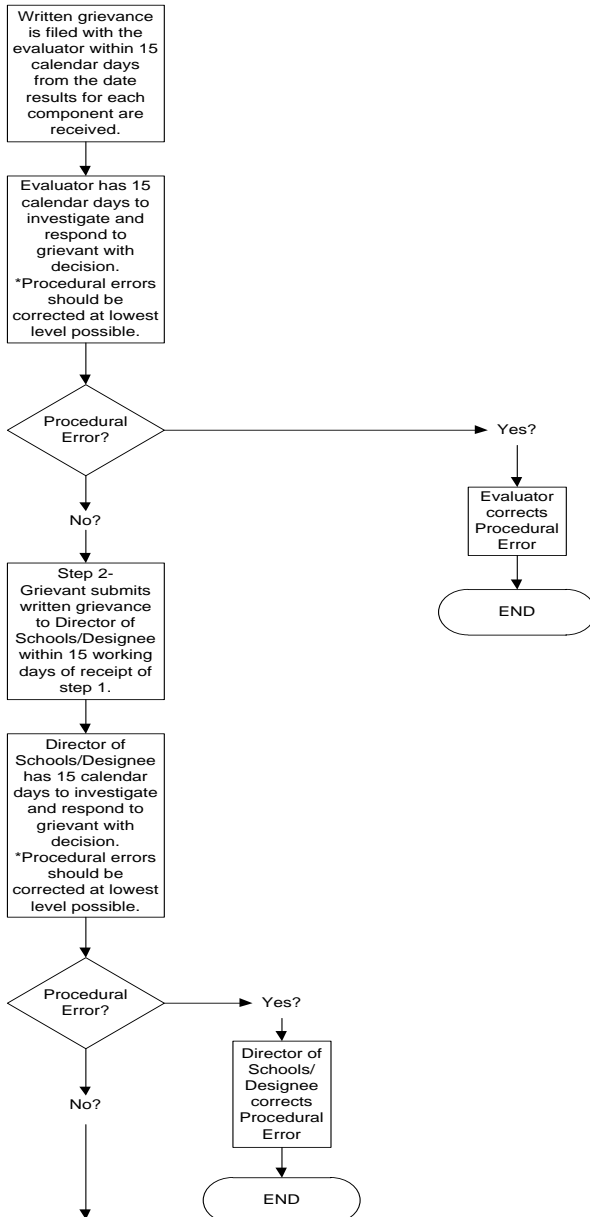 Written grievance
is filed with the
evaluator within 15
calendar days
from the date
results for each
component are
received.
Evaluator has 15
calendar days to
investigate and
respond to
grievant with
decision.
*Procedural errors
should be
corrected at lowest
level possible.
Procedural
Error?
Yes?
Evaluator
corrects
Procedural
Error
END
No?
Step 2-
Grievant submits
written grievance
to Director of
Schools/Designee
within 15 working
days of receipt of
step 1.
Director of
Schools/Designee
has 15 calendar
days to investigate
and respond to
grievant with
decision.
*Procedural errors
should be
corrected at lowest
level possible.
Procedural
Error?
Yes?
Director of
Schools/
Designee
corrects
Procedural
Error
END
No?